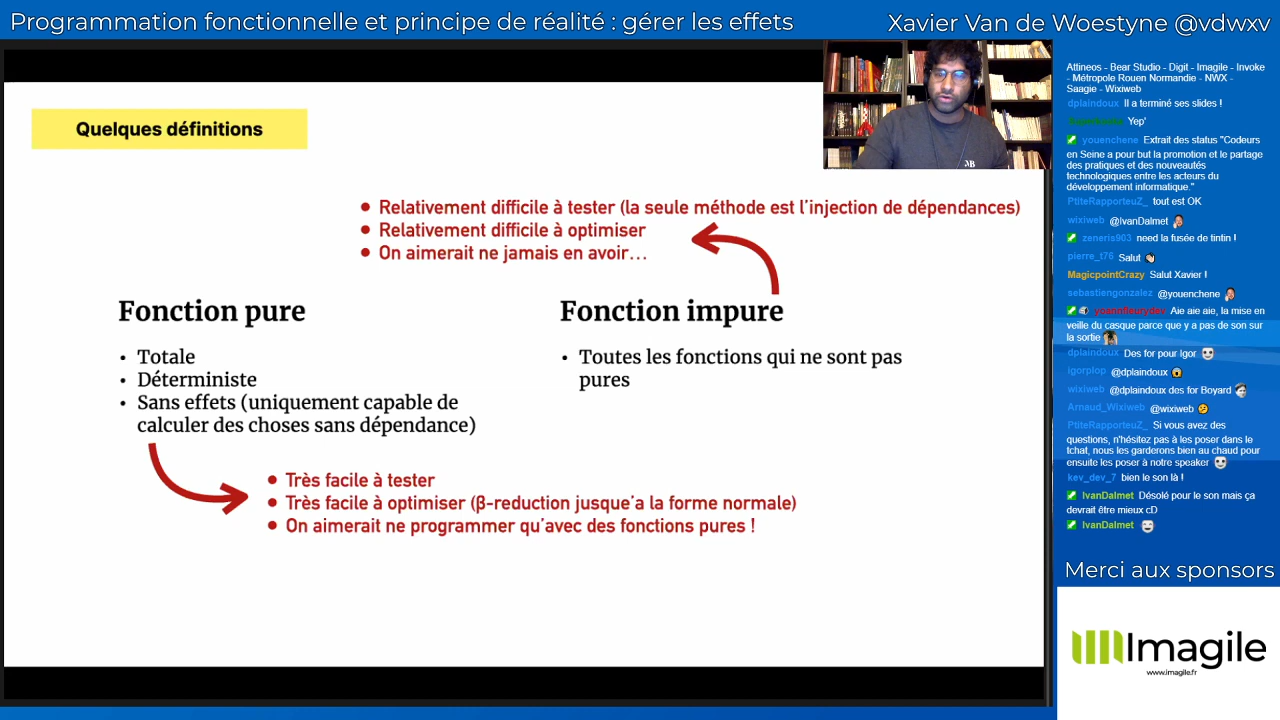 Programmation fonctionnelle et principe de réalité : gérer les effets
Xavier Van de Woestyne @vdwxv
Quelques définitions
Relativement difficile à tester (la seule méthode est l'injection de dépendances)
Relativement difficile à optimiser
On aimerait ne jamais en avoir…
Fonction pure
Totale
Déterministe
Sans effets (uniquement capable de
calculer des choses sans dépendance)
Fonction impure
Toutes les fonctions qui ne sont pas
pures
Très facile à tester
Très facile à optimiser (β-reduction jusqu'a la forme normale)
On aimerait ne programmer qu'avec des fonctions pures !
Attineos - Bear Studio - Digit - Imagile - Invoke
- Métropole Rouen Normandie - NWX -
Saagie - Wixiweb
dplaindoux Il a terminé ses slides !
Yep'
youenchene Extrait des status "Codeurs
en Seine a pour but la promotion et le partage
des pratiques et des nouveautés
technologiques entre les acteurs du
développement informatique."
PtiteRapporteuZ_ tout est OK
wixiweb @IvanDalmet
zeneris903 need la fusée de tintin !
pierre_t76 Salut
MagicpointCrazy Salut Xavier !
sebastiengonzalez @youenchene
yoannfleurydev Aie aie aie, la mise en
veille du casque parce que y a pas de son sur
la sortie
dplaindoux Des for pour Igor
igorplop @dplaindoux
wixiweb @dplaindoux des for Boyard
Arnaud_Wixiweb @wixiweb
PtiteRapporteuZ_ Si vous avez des
questions, n'hésitez pas à les poser dans le
tchat, nous les garderons bien au chaud pour
ensuite les poser à notre speaker
kev_dev_7 bien le son là !
IvanDalmet Désolé pour le son mais ça
devrait être mieux cD
IvanDalmet
Merci aux sponsors
Imagile
www.imagile.fr